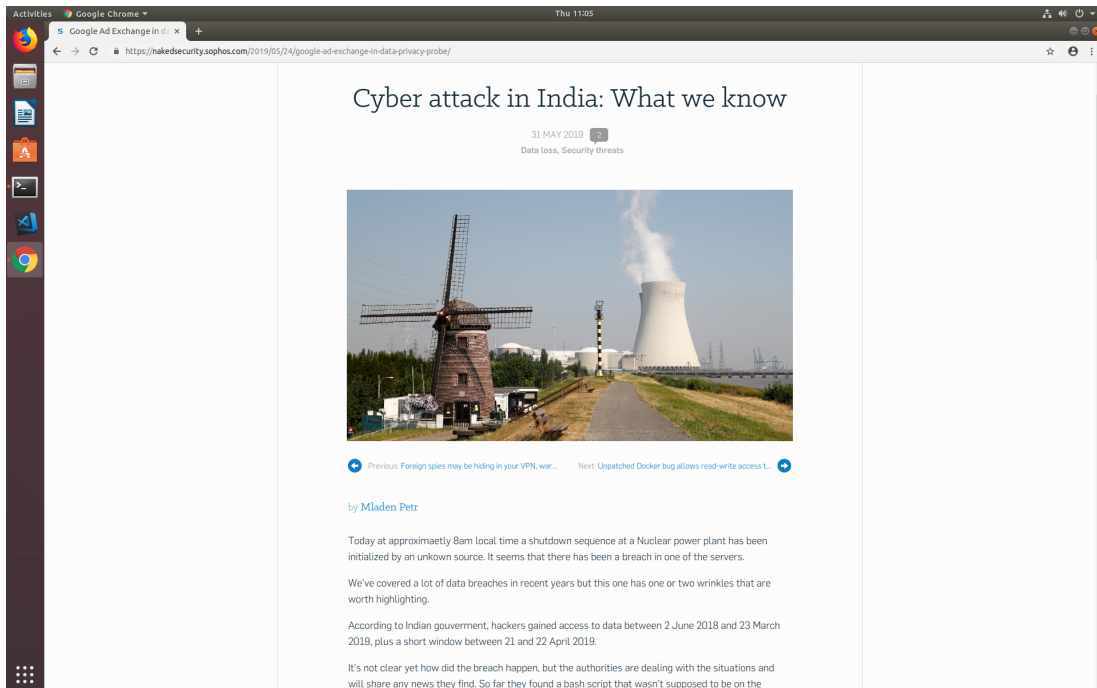 Activities Google Chrome Thu 11:05
S Google Ad Exchange in da
https://nakedsecurity.sophos.com/2019/05/24/google-ad-exchange-in-data-privacy-probe/
Cyber attack in India: What we know
31 MAY 2019 2
Data loss, Security threats
Previous: Foreign spies may be hiding in your VPN, war... Next: Unpatched Docker bug allows read-write access t...
by Mladen Petr
Today at approximaetly 8am local time a shutdown sequence at a Nuclear power plant has been
initialized by an unkown source. It seems that there has been a breach in one of the servers.
We've covered a lot of data breaches in recent years but this one has one or two wrinkles that are
worth highlighting.
According to Indian gouverment, hackers gained access to data between 2 June 2018 and 23 March
2019, plus a short window between 21 and 22 April 2019.
It's not clear yet how did the breach happen, but the authorities are dealing with the situations and
will share any news they find. So far they found a bash script that wasn't supposed to be on the